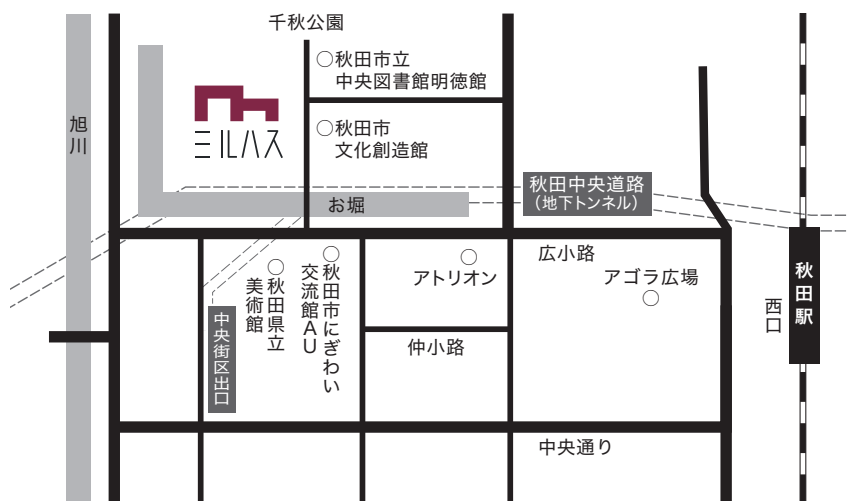 千秋公園
○秋田市立
中央図書館明徳館
旭川
ミルハス
○秋田市
文化創造館
秋田中央道路
(地下トンネル)
お堀
広小路
○
アトリオン
アゴラ広場
○
秋田駅
西口
○秋田市にぎわい
交流館AU
○秋田県立
美術館
中央街区出口
仲小路
中央通り